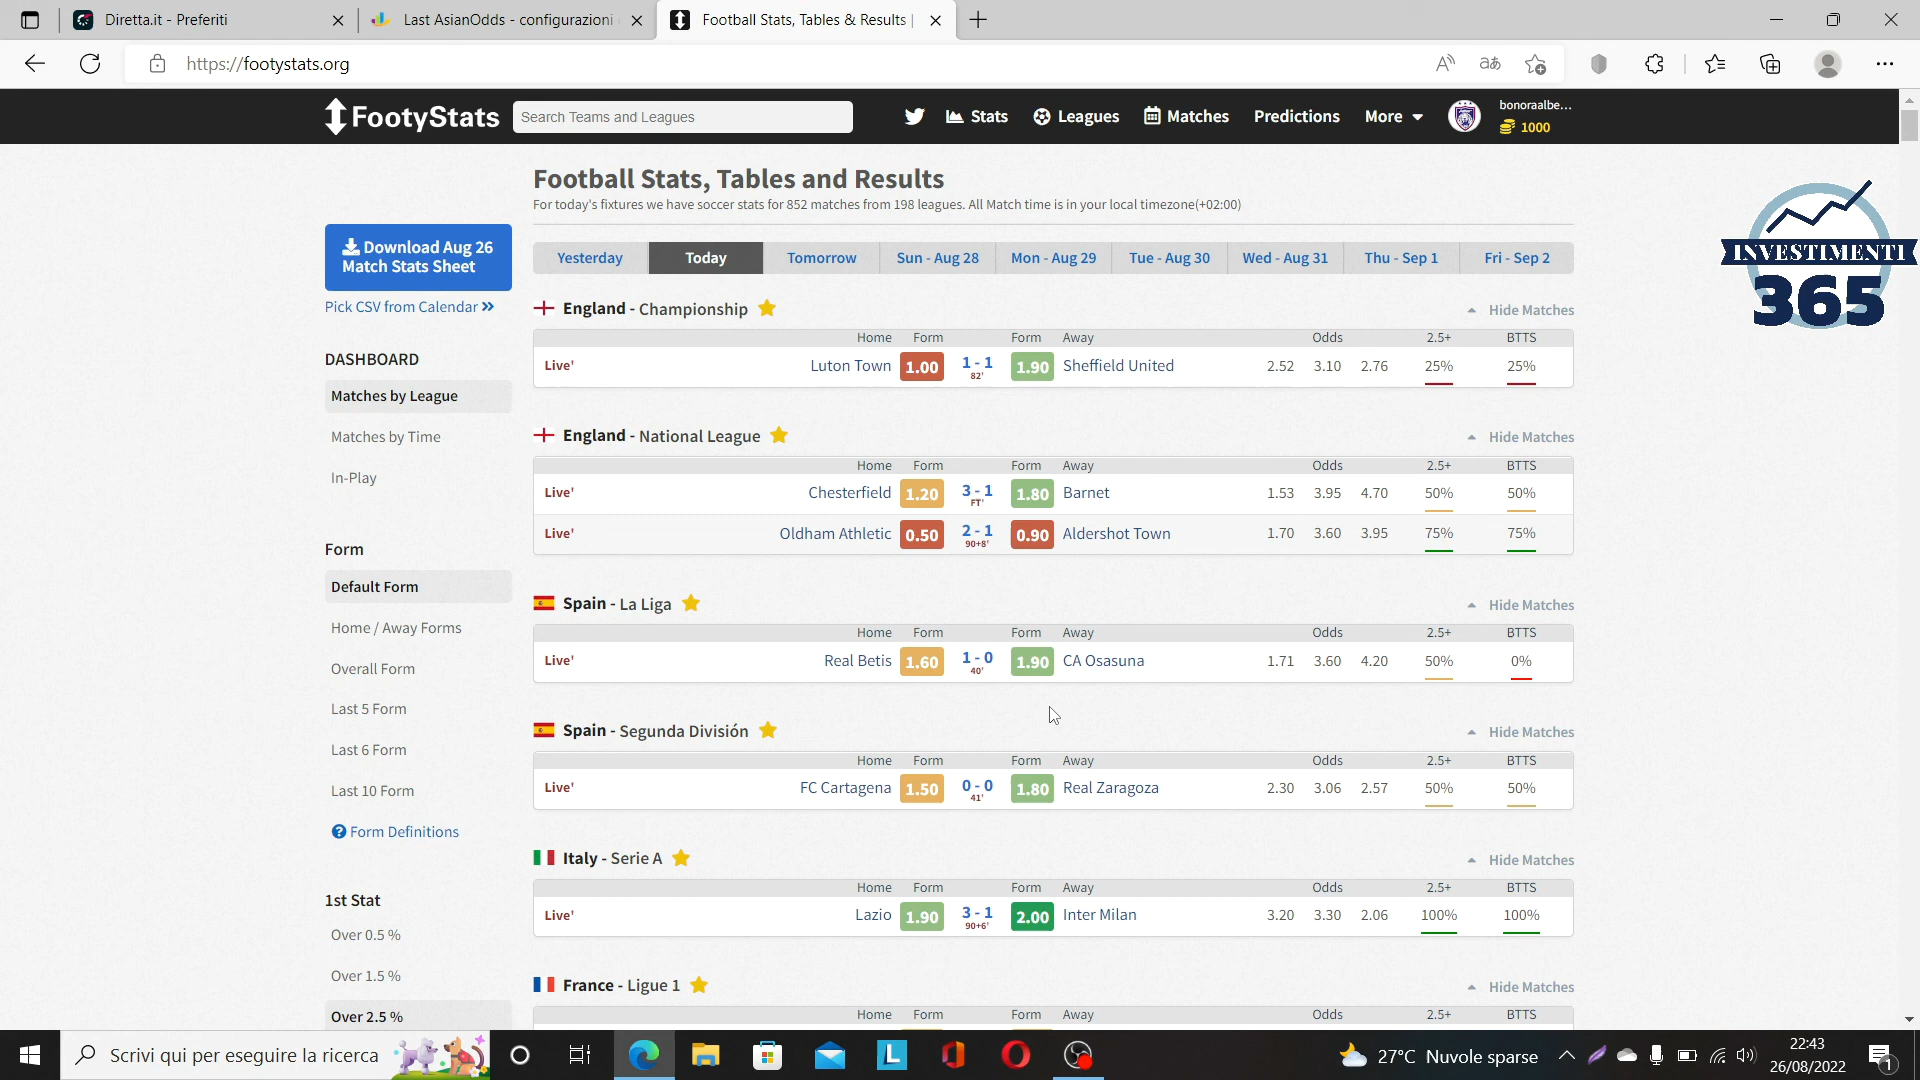 Diretta.it - Preferiti
Last AsianOdds - configurazioni
Football Stats, Tables & Results |
https://footystats.org
FootyStats
Search Teams and Leagues
Stats
Leagues
Matches
Predictions
More
bonoraalbe...
1000
Football Stats, Tables and Results
For today's fixtures we have soccer stats for 852 matches from 198 leagues. All Match time is in your local timezone(+02:00)
INVESTIMENTI
365
Download Aug 26
Match Stats Sheet
Pick CSV from Calendar
Yesterday Today Tomorrow Sun - Aug 28 Mon - Aug 29 Tue - Aug 30 Wed - Aug 31 Thu - Sep 1 Fri - Sep 2
DASHBOARD
Matches by League
Matches by Time
In-Play
Form
Default Form
Home / Away Forms
Overall Form
Last 5 Form
Last 6 Form
Last 10 Form
Form Definitions
1st Stat
Over 0.5 %
Over 1.5 %
Over 2.5 %
England - Championship Hide Matches
Home Form Form Away Odds 2.5+ BTTS
Live' Luton Town 1.00 1 - 1 1.90 Sheffield United 2.52 3.10 2.76 25% 25%
82'
England - National League Hide Matches
Home Form Form Away Odds 2.5+ BTTS
Live' Chesterfield 1.20 3 - 1 1.80 Barnet 1.53 3.95 4.70 50% 50%
FT'
Live' Oldham Athletic 0.50 2 - 1 0.90 Aldershot Town 1.70 3.60 3.95 75% 75%
90+8'
Spain - La Liga Hide Matches
Home Form Form Away Odds 2.5+ BTTS
Live' Real Betis 1.60 1 - 0 1.90 CA Osasuna 1.71 3.60 4.20 50% 0%
40'
Spain - Segunda División Hide Matches
Home Form Form Away Odds 2.5+ BTTS
Live' FC Cartagena 1.50 0 - 0 1.80 Real Zaragoza 2.30 3.06 2.57 50% 50%
41'
Italy - Serie A Hide Matches
Home Form Form Away Odds 2.5+ BTTS
Live' Lazio 1.90 3 - 1 2.00 Inter Milan 3.20 3.30 2.06 100% 100%
90+6'
France - Ligue 1 Hide Matches
Home Form Form Away Odds 2.5+ BTTS
Scrivi qui per eseguire la ricerca
27°C Nuvole sparse
22:43
26/08/2022
1